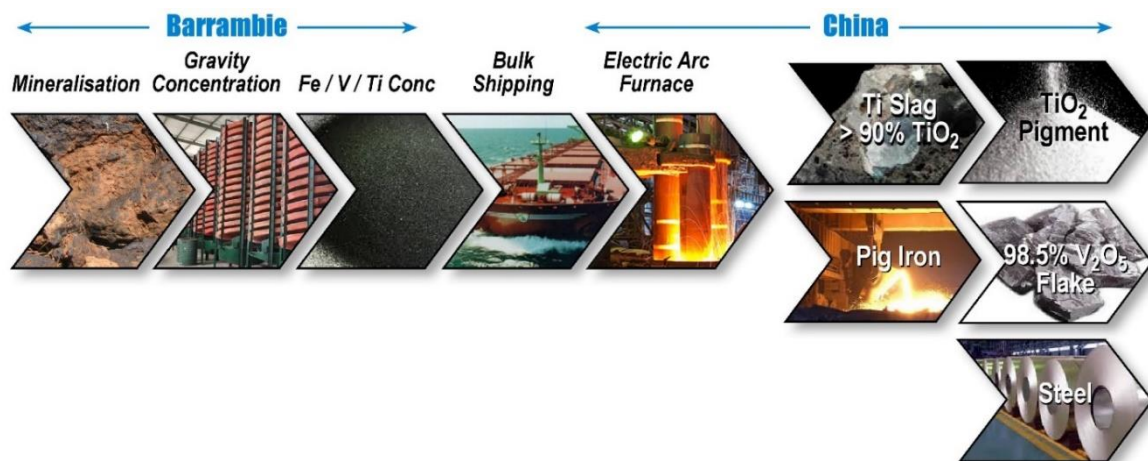 Barrambie
China
Mineralisation
Gravity
Concentration
Fe / V / Ti Conc
Bulk
Shipping
Electric Arc
Furnace
Ti Slag
> 90% TiO₂
TiO₂
Pigment
Pig Iron
98.5% V₂O₅
Flake
Steel